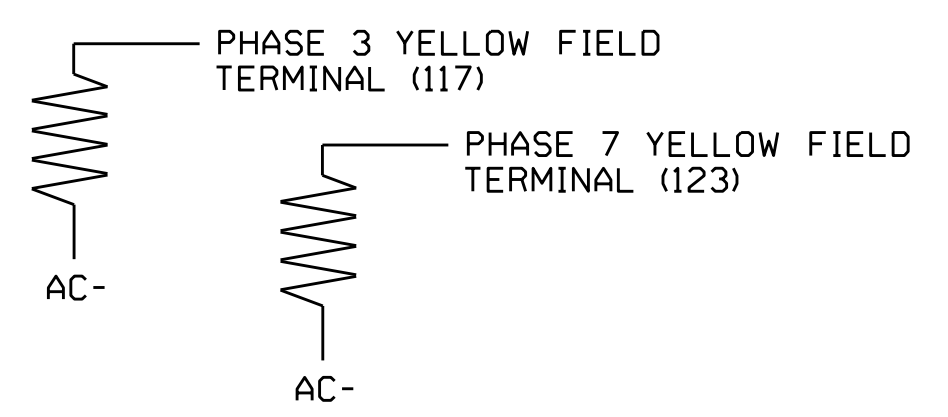 PHASE 3 YELLOW FIELD
TERMINAL (117)
AC-
PHASE 7 YELLOW FIELD
TERMINAL (123)
AC-